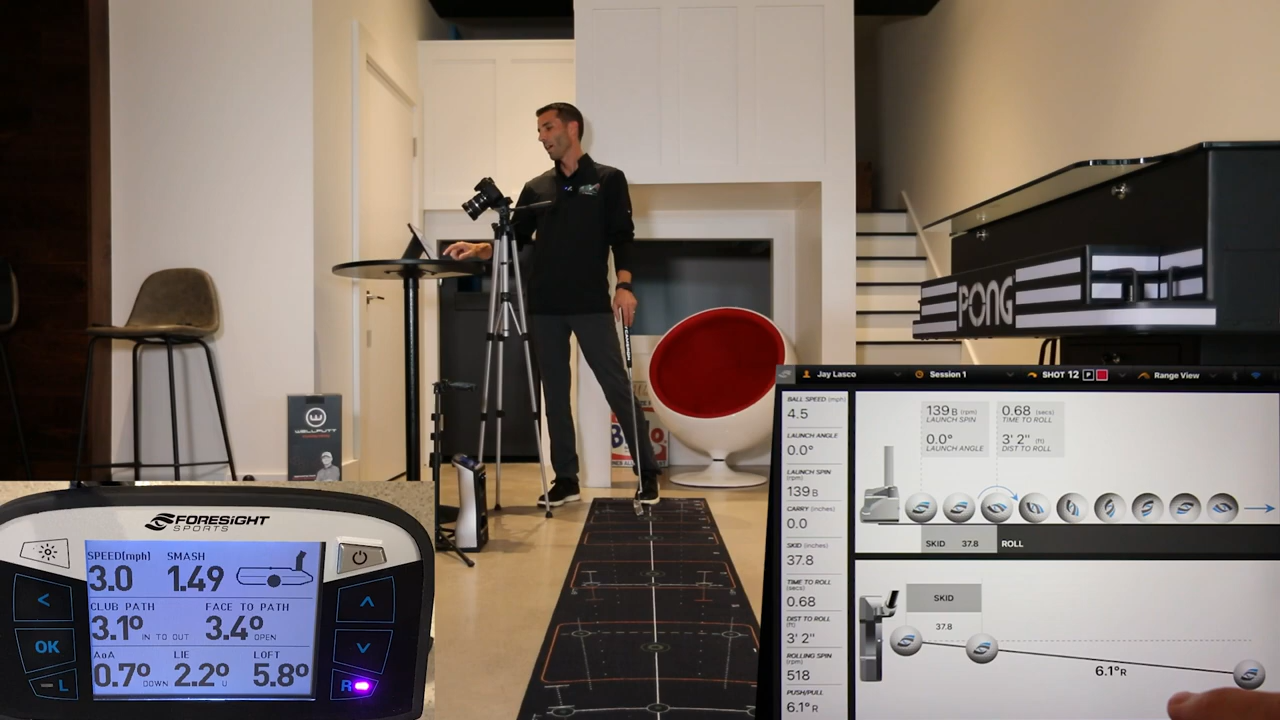 PONG
WELLPUTT
FORESIGHT
SPORTS
SPEED(mph) SMASH
3.0 1.49
CLUB PATH FACE TO PATH
3.1º IN TO OUT 3.4º OPEN
AoA LIE LOFT
0.7º DOWN 2.2º U 5.8º
< OK - L
R
Jay Lasco Session 1 SHOT 12 P Range View
BALL SPEED (mph)
4.5
LAUNCH ANGLE
0.0°
LAUNCH SPIN
(rpm)
139 B
CARRY (inches)
0.0
SKID (inches)
37.8
TIME TO ROLL
(secs)
0.68
DIST TO ROLL
(ft)
3' 2"
ROLLING SPIN
(rpm)
518
PUSH/PULL
6.1° R
139 B (rpm)
LAUNCH SPIN
0.0°
LAUNCH ANGLE
0.68 (secs)
TIME TO ROLL
3' 2" (ft)
DIST TO ROLL
SKID 37.8 ROLL
SKID
37.8
6.1°R